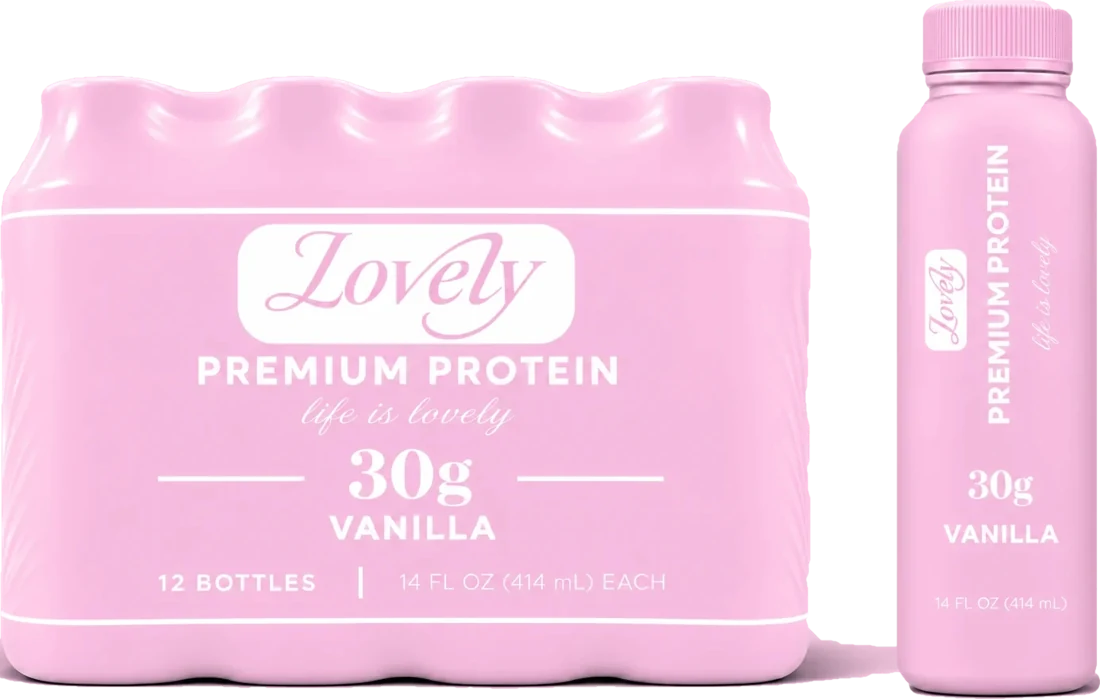 Lovely
PREMIUM PROTEIN
life is lovely
30g
VANILLA
12 BOTTLES | 14 FL OZ (414 mL) EACH
Lovely
PREMIUM PROTEIN
life is lovely
30g
VANILLA
14 FL OZ (414 mL)